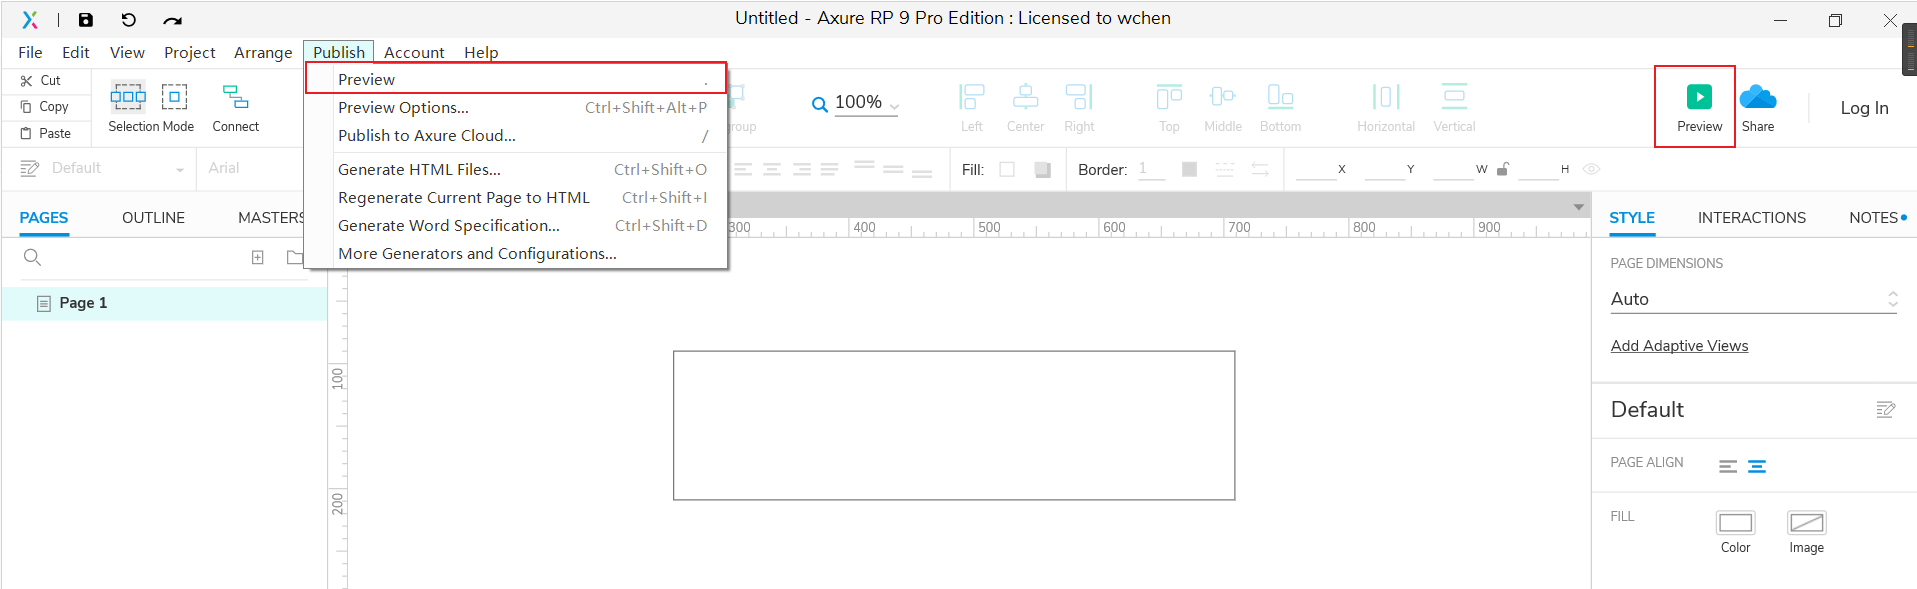 Untitled - Axure RP 9 Pro Edition : Licensed to wchen
File Edit View Project Arrange Publish Account Help
Cut
Copy
Paste
Selection Mode
Connect
Preview .
Preview Options... Ctrl+Shift+Alt+P
Publish to Axure Cloud... /
Generate HTML Files... Ctrl+Shift+O
Regenerate Current Page to HTML Ctrl+Shift+I
Generate Word Specification... Ctrl+Shift+D
More Generators and Configurations...
group
100%
Left Center Right
Top Middle Bottom
Horizontal Vertical
Preview Share
Log In
Default
Arial
Fill:
Border: 1
X Y W H
PAGES OUTLINE MASTERS
Page 1
300 400 500 600 700 800 900
100
200
STYLE INTERACTIONS NOTES
PAGE DIMENSIONS
Auto
Add Adaptive Views
Default
PAGE ALIGN
FILL
Color Image